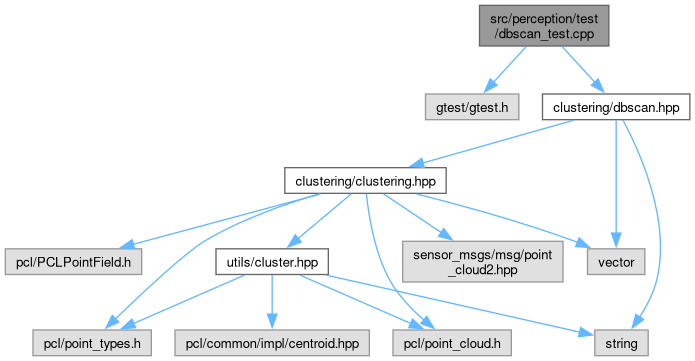 src/perception/test
/dbscan_test.cpp
gtest/gtest.h
clustering/dbscan.hpp
clustering/clustering.hpp
pcl/PCLPointField.h
utils/cluster.hpp
sensor_msgs/msg/point
_cloud2.hpp
vector
pcl/point_types.h
pcl/common/impl/centroid.hpp
pcl/point_cloud.h
string